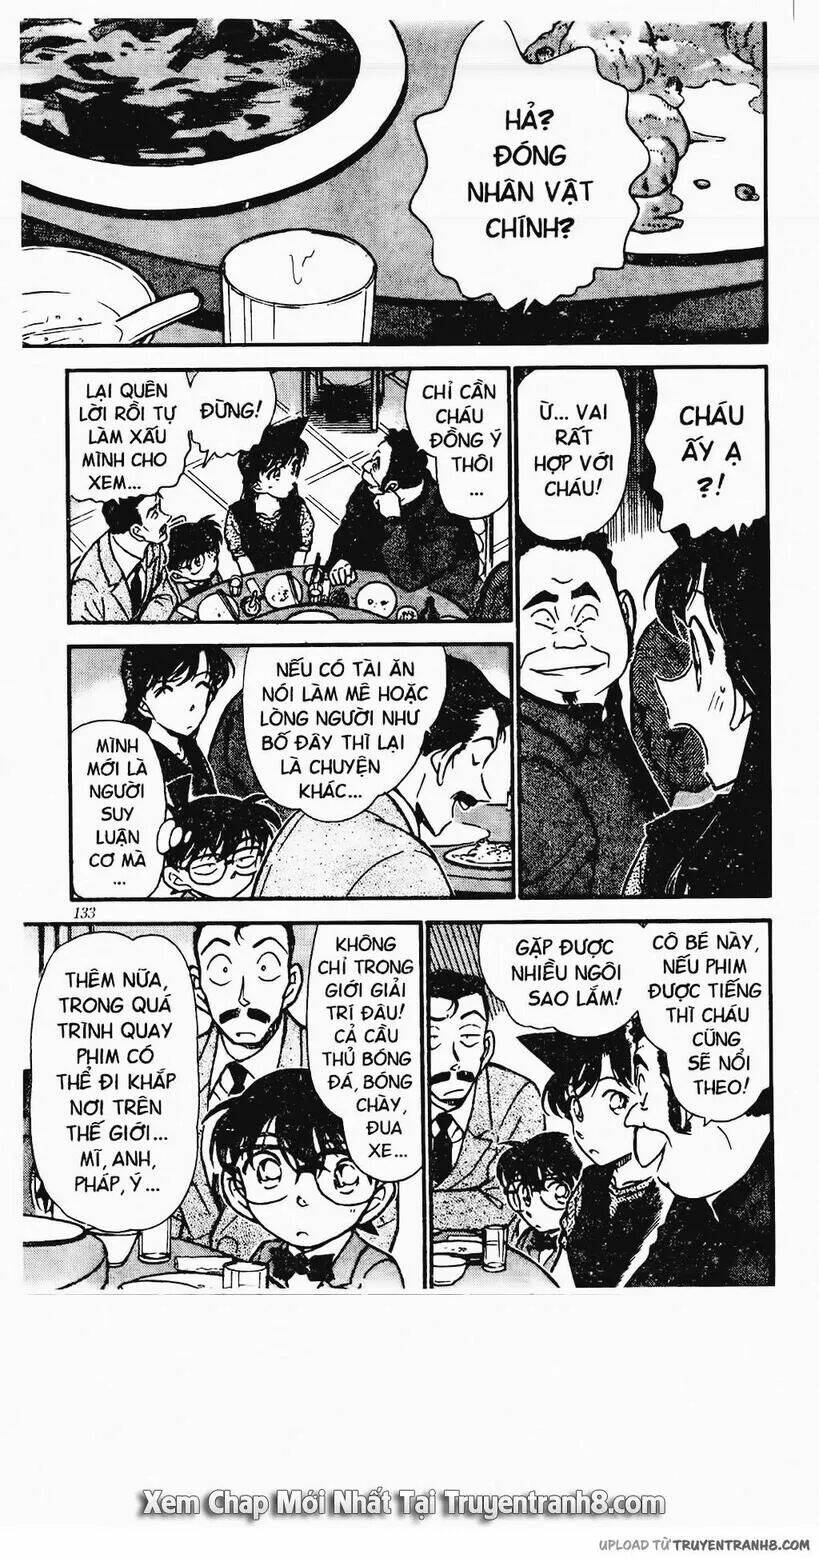 HẢ?
ĐÓNG
NHÂN VẬT
CHÍNH?
CHÁU
ẤY Ạ
?!
Ừ... VAI
RẤT
HỢP VỚI
CHÁU!
CHỈ CẦN
CHÁU
ĐỒNG Ý
THÔI
...
ĐỪNG!
LẠI QUÊN
LỜI RỒI TỰ
LÀM XẤU
MÌNH CHO
XEM...
NẾU CÓ TÀI ĂN
NÓI LÀM MÊ HOẶC
LÒNG NGƯỜI NHƯ
BỐ ĐÂY THÌ LẠI
LÀ CHUYỆN
KHÁC...
MÌNH
MỚI LÀ
NGƯỜI
SUY
LUẬN
CƠ MÀ
...
133
CÔ BÉ NÀY,
NẾU PHIM
ĐƯỢC TIẾNG
THÌ CHÁU
CŨNG
SẼ NỔI
THEO!
GẶP ĐƯỢC
NHIỀU NGÔI
SAO LẮM!
KHÔNG
CHỈ TRONG
GIỚI GIẢI
TRÍ ĐÂU!
CẢ CẦU
THỦ BÓNG
ĐÁ, BÓNG
CHÀY,
ĐUA
XE...
THÊM NỮA,
TRONG QUÁ
TRÌNH QUAY
PHIM CÓ
THỂ ĐI KHẮP
NƠI TRÊN
THẾ GIỚI...
MĨ, ANH,
PHÁP, Ý...
Xem Chap Mới Nhất Tại Truyentranh8.com
UPLOAD TỪ TRUYENTRANH8.COM